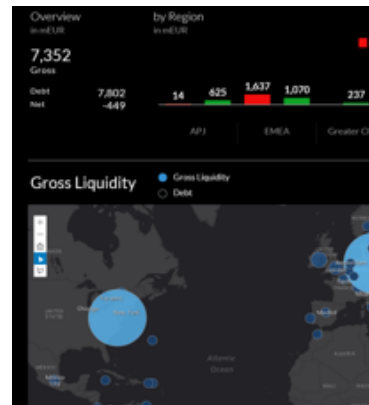 Overview
in mEUR
by Region
in mEUR
7,352
Gross
Debt 7,802
Net -449
14 625 1,637 1,070 237
APJ EMEA Greater C
Gross Liquidity
Gross Liquidity
Debt
Atlantic
Ocean
Madrid